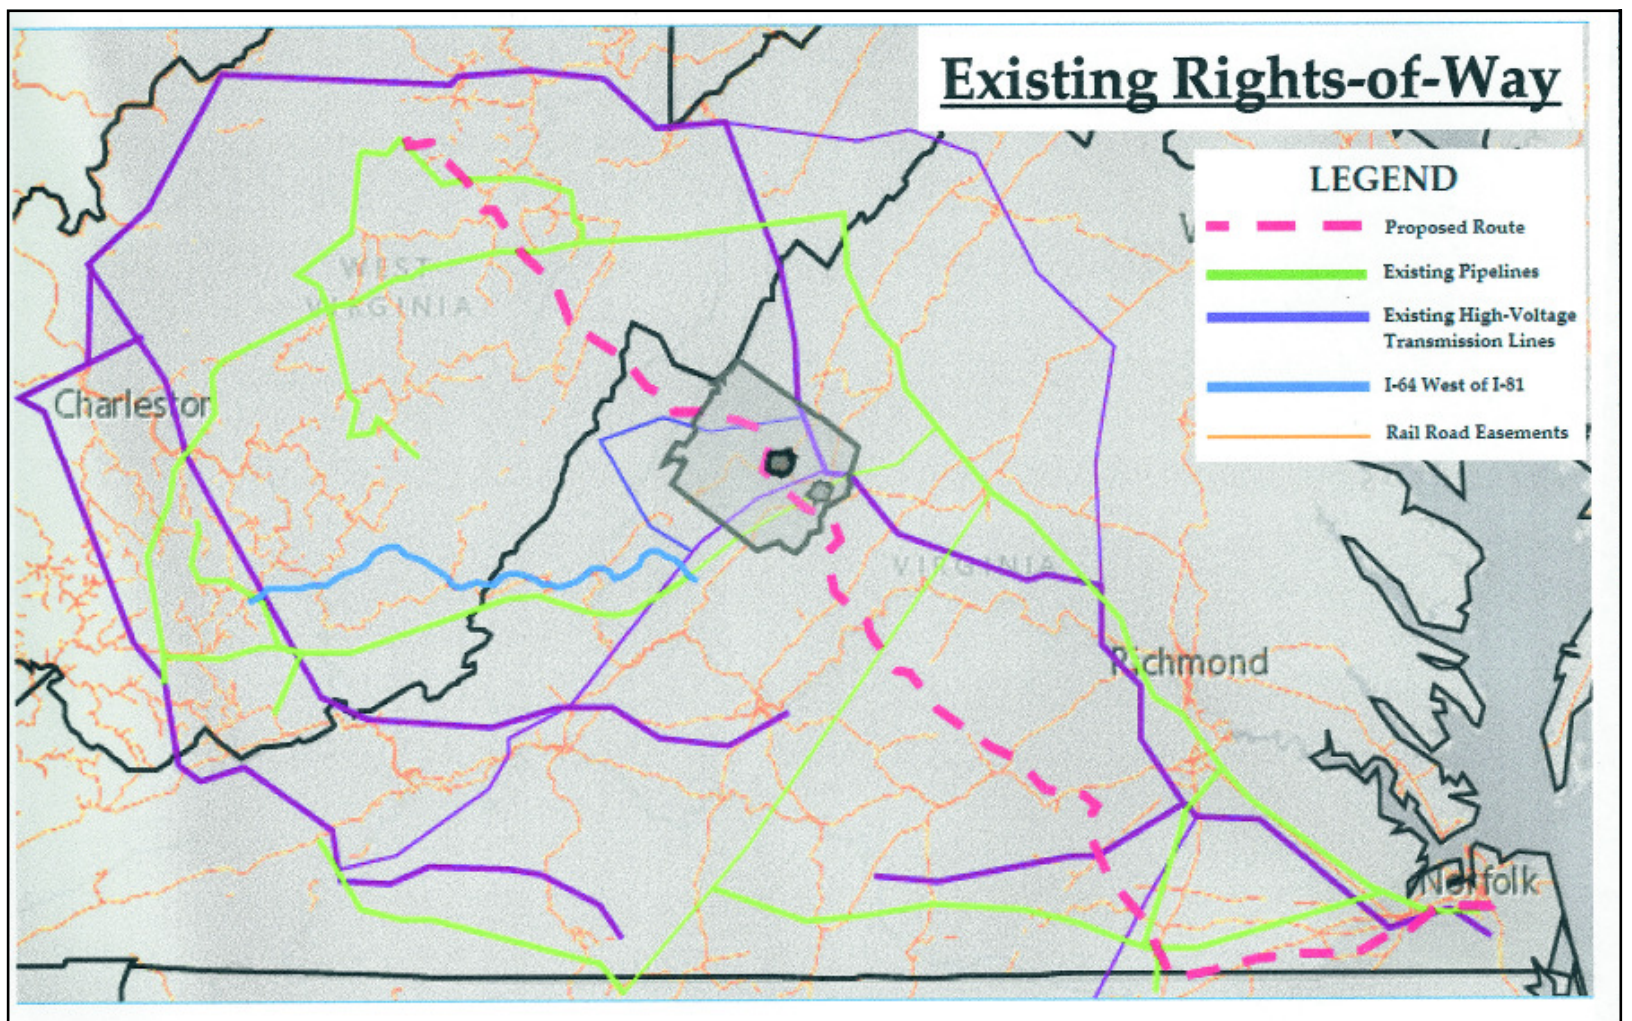 Existing Rights-of-Way
LEGEND
Proposed Route
Existing Pipelines
Existing High-Voltage
Transmission Lines
I-64 West of I-81
Rail Road Easements
WEST
VIRGINIA
Charleston
VIRGINIA
Richmond
Norfolk